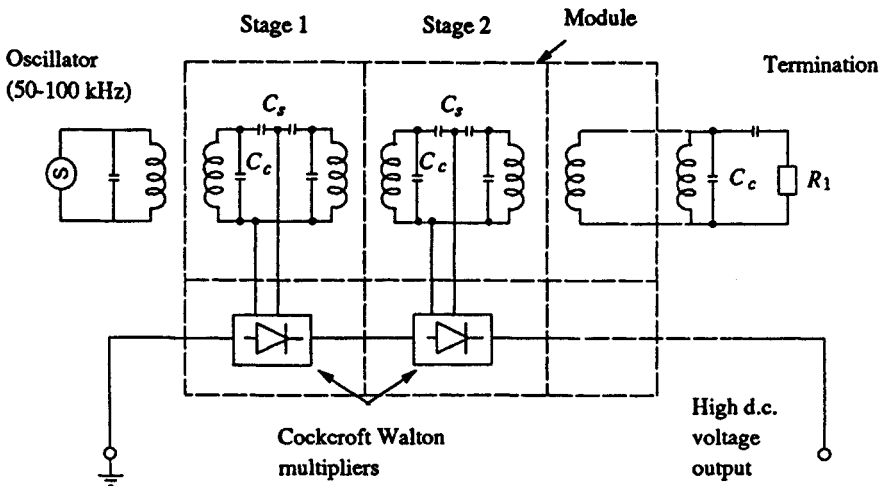 Stage 1
Stage 2
Module
Oscillator
(50-100 kHz)
Termination
S
C_s
C_c
C_s
C_c
C_c
R_1
Cockcroft Walton
multipliers
High d.c.
voltage
output